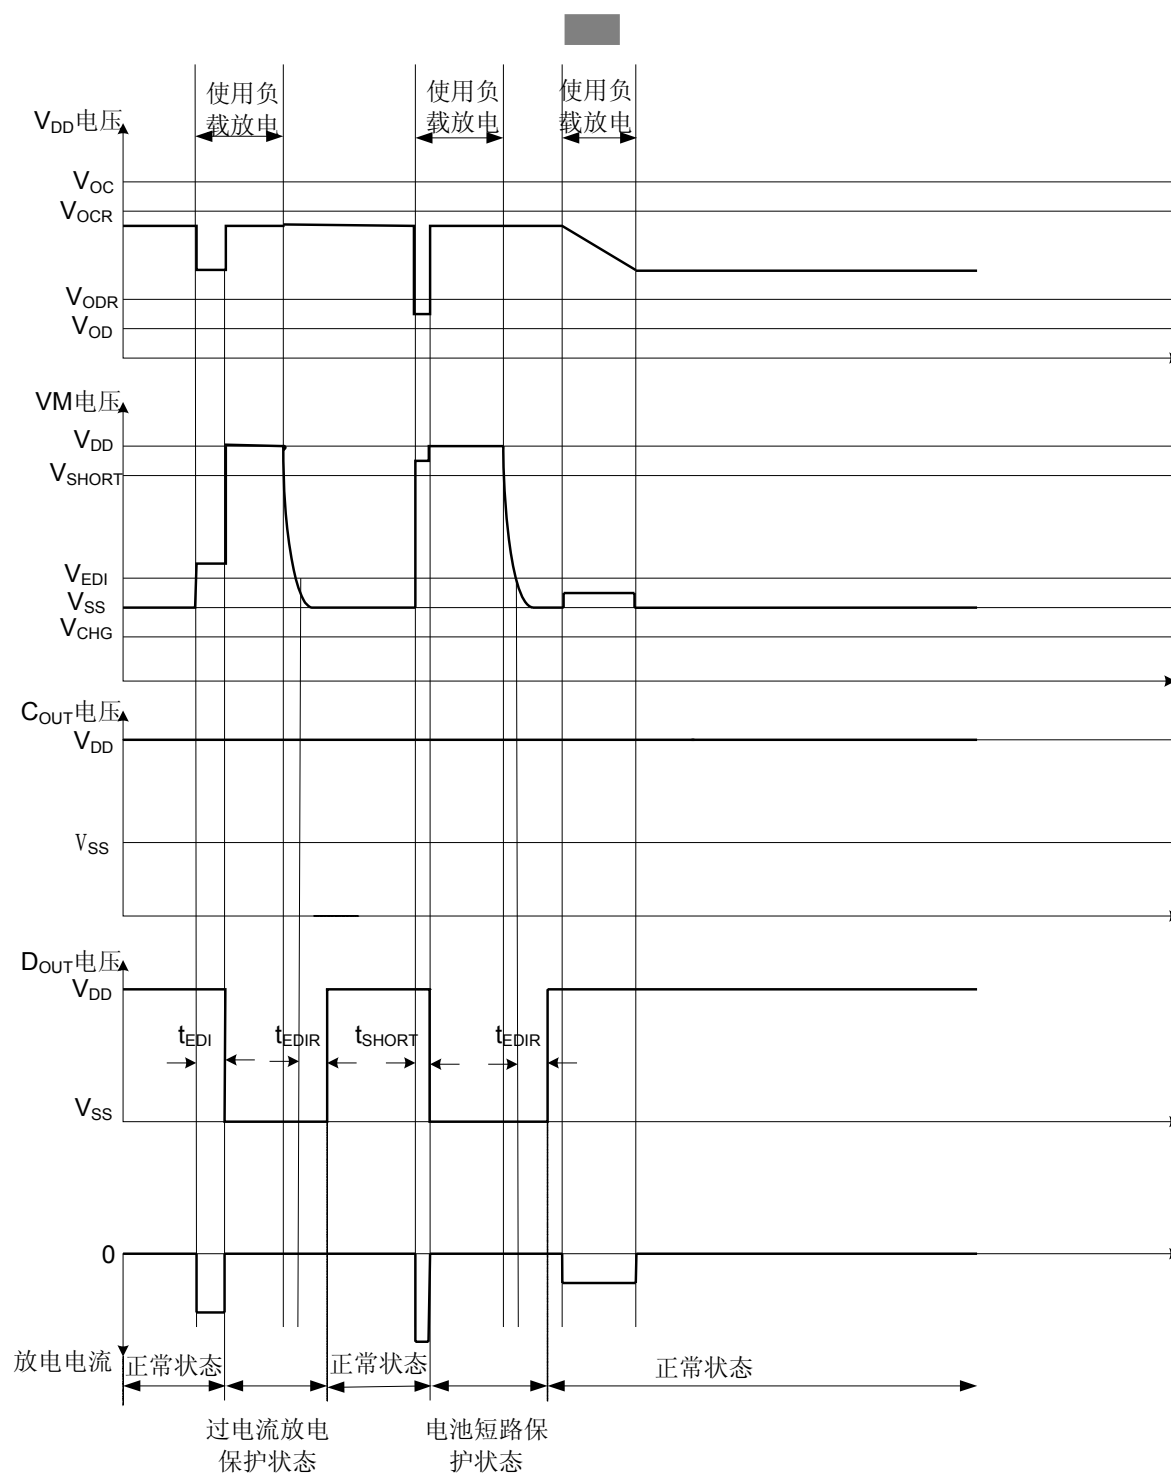 使用负
载放电
使用负
载放电
使用负
载放电
VDD电压
VOC
VOCR
VODR
VOD
VM电压
VDD
VSHORT
VEDI
VSS
VCHG
COUT电压
VDD
VSS
DOUT电压
VDD
tEDI
tEDIR
tSHORT
tEDIR
VSS
0
放电电流
正常状态
正常状态
正常状态
过电流放电
保护状态
电池短路保
护状态